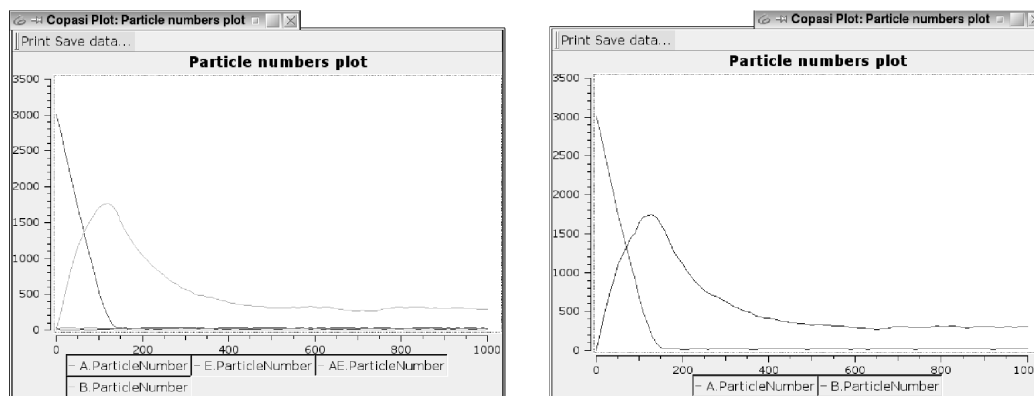 Copasi Plot: Particle numbers plot
Print Save data...
Particle numbers plot
3500
3000
2500
2000
1500
1000
500
0
0 200 400 600 800 1000
A.ParticleNumber E.ParticleNumber AE.ParticleNumber
B.ParticleNumber
Copasi Plot: Particle numbers plot
Print Save data...
Particle numbers plot
3500
3000
2500
2000
1500
1000
500
0
0 200 400 600 800 100
A.ParticleNumber B.ParticleNumber